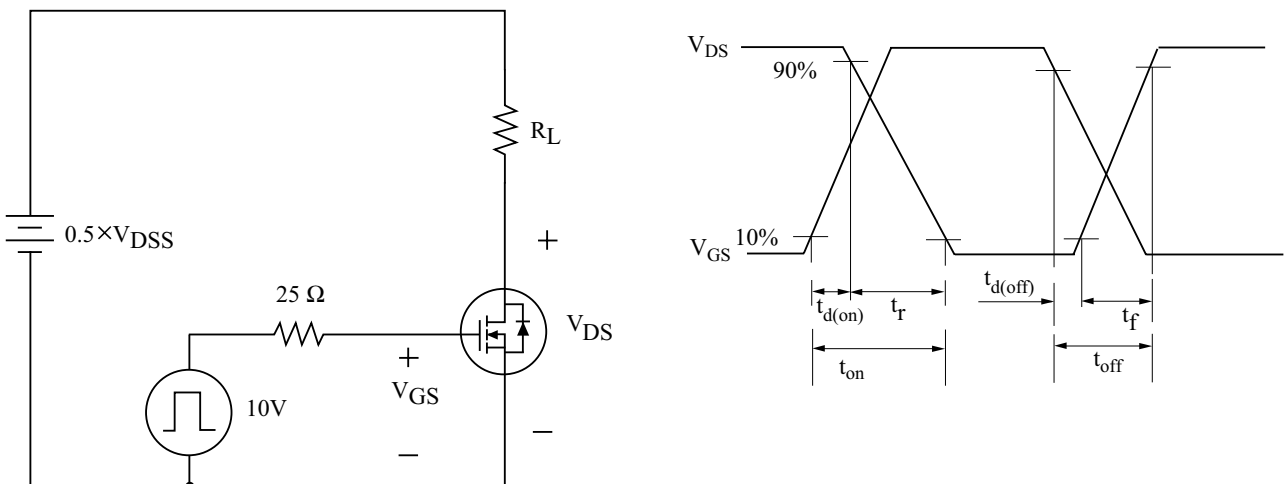 R_L
0.5×V_DSS
25 Ω
+
V_DS
+
V_GS
10V
−
−
V_DS
90%
V_GS
10%
t_d(on)
t_r
t_d(off)
t_f
t_on
t_off